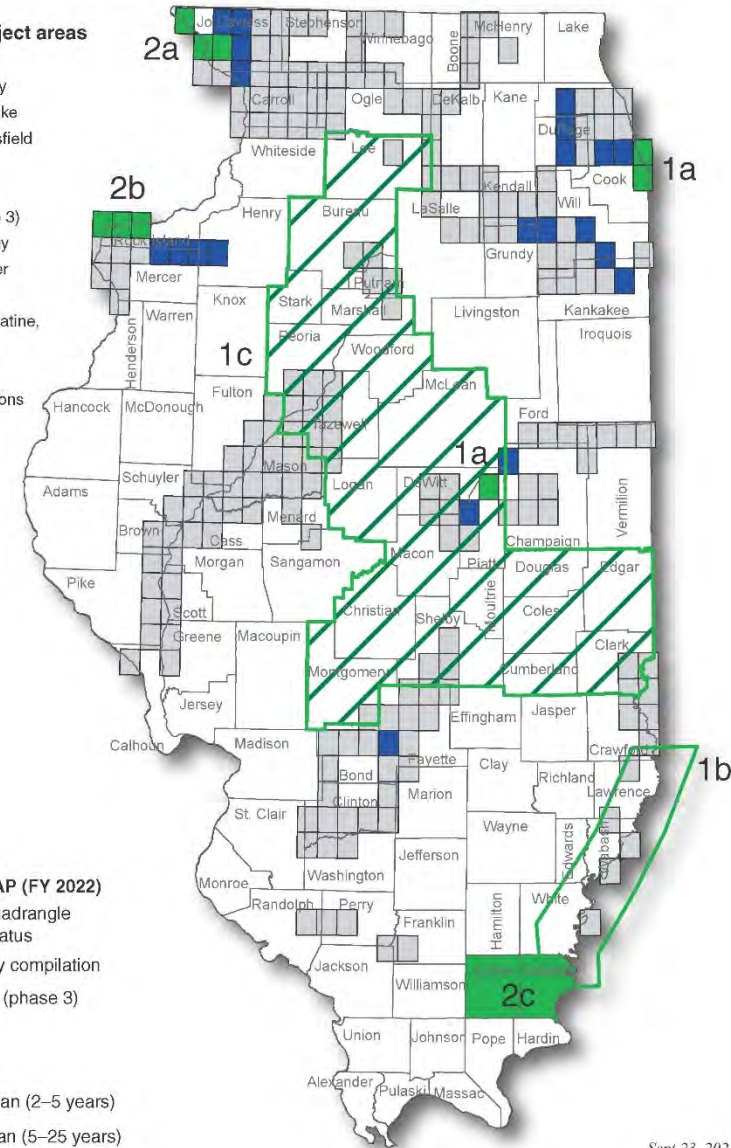 ject areas
y
ke
sfield
3)
y
er
atine,
ons
2a
Jo Daviess
Stephenson
Winnebago
Boone
McHenry
Lake
Carroll
Ogle
DeKalb
Kane
DuPage
Cook
1a
Whiteside
Lee
Kendall
Will
2b
Henry
Bureau
LaSalle
Rock Island
Grundy
Mercer
Putnam
Knox
Stark
Marshall
Livingston
Kankakee
Henderson
Warren
Peoria
Iroquois
1c
Woodford
Fulton
McLean
Hancock
McDonough
Ford
Tazewell
Mason
1a
Schuyler
Logan
DeWitt
Adams
Menard
Vermilion
Brown
Cass
Champaign
Morgan
Sangamon
Macon
Piatt
Douglas
Edgar
Pike
Scott
Christian
Moultrie
Coles
Shelby
Greene
Macoupin
Clark
Montgomery
Cumberland
Jersey
Effingham
Jasper
Calhoun
Madison
Crawford
Fayette
Clay
1b
Bond
Richland
Lawrence
Clinton
Marion
St. Clair
Wayne
Edwards
Wabash
Jefferson
Washington
Monroe
AP (FY 2022)
Randolph
Perry
White
Hamilton
uadrangle
Franklin
atus
y compilation
Jackson
(phase 3)
Williamson
2c
Union
Johnson
Pope
Hardin
Alexander
Pulaski
Massac
an (2–5 years)
an (5–25 years)
Sept 23, 202